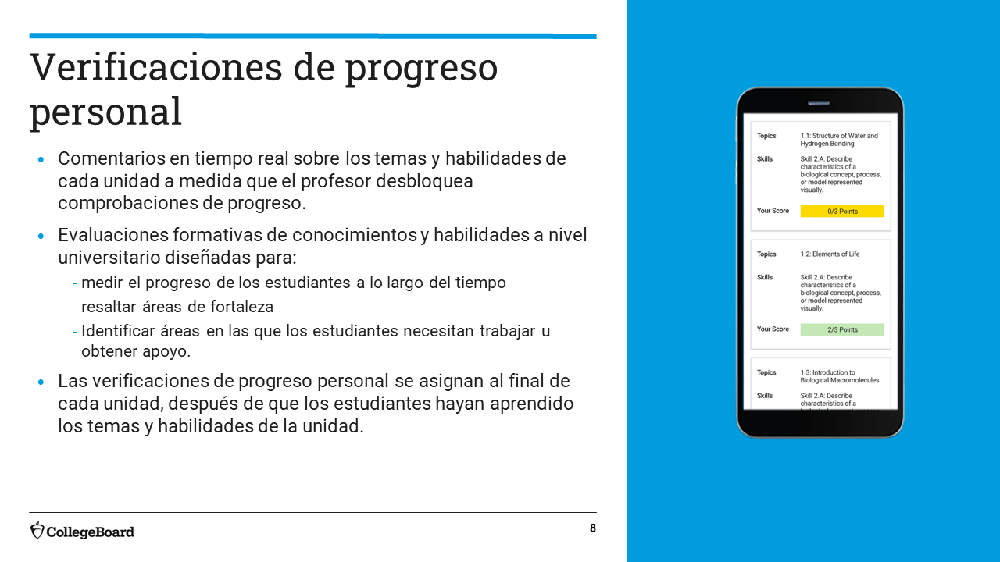 Verificaciones de progreso
personal
• Comentarios en tiempo real sobre los temas y habilidades de
cada unidad a medida que el profesor desbloquea
comprobaciones de progreso.
• Evaluaciones formativas de conocimientos y habilidades a nivel
universitario diseñadas para:
- medir el progreso de los estudiantes a lo largo del tiempo
- resaltar áreas de fortaleza
- Identificar áreas en las que los estudiantes necesitan trabajar u
obtener apoyo.
• Las verificaciones de progreso personal se asignan al final de
cada unidad, después de que los estudiantes hayan aprendido
los temas y habilidades de la unidad.
CollegeBoard
8
Topics 1.1: Structure of Water and
Hydrogen Bonding
Skills Skill 2.A: Describe
characteristics of a
biological concept, process,
or model represented
visually.
Your Score 0/3 Points
Topics 1.2: Elements of Life
Skills Skill 2.A: Describe
characteristics of a
biological concept, process,
or model represented
visually.
Your Score 2/3 Points
Topics 1.3: Introduction to
Biological Macromolecules
Skills Skill 2.A: Describe
characteristics of a